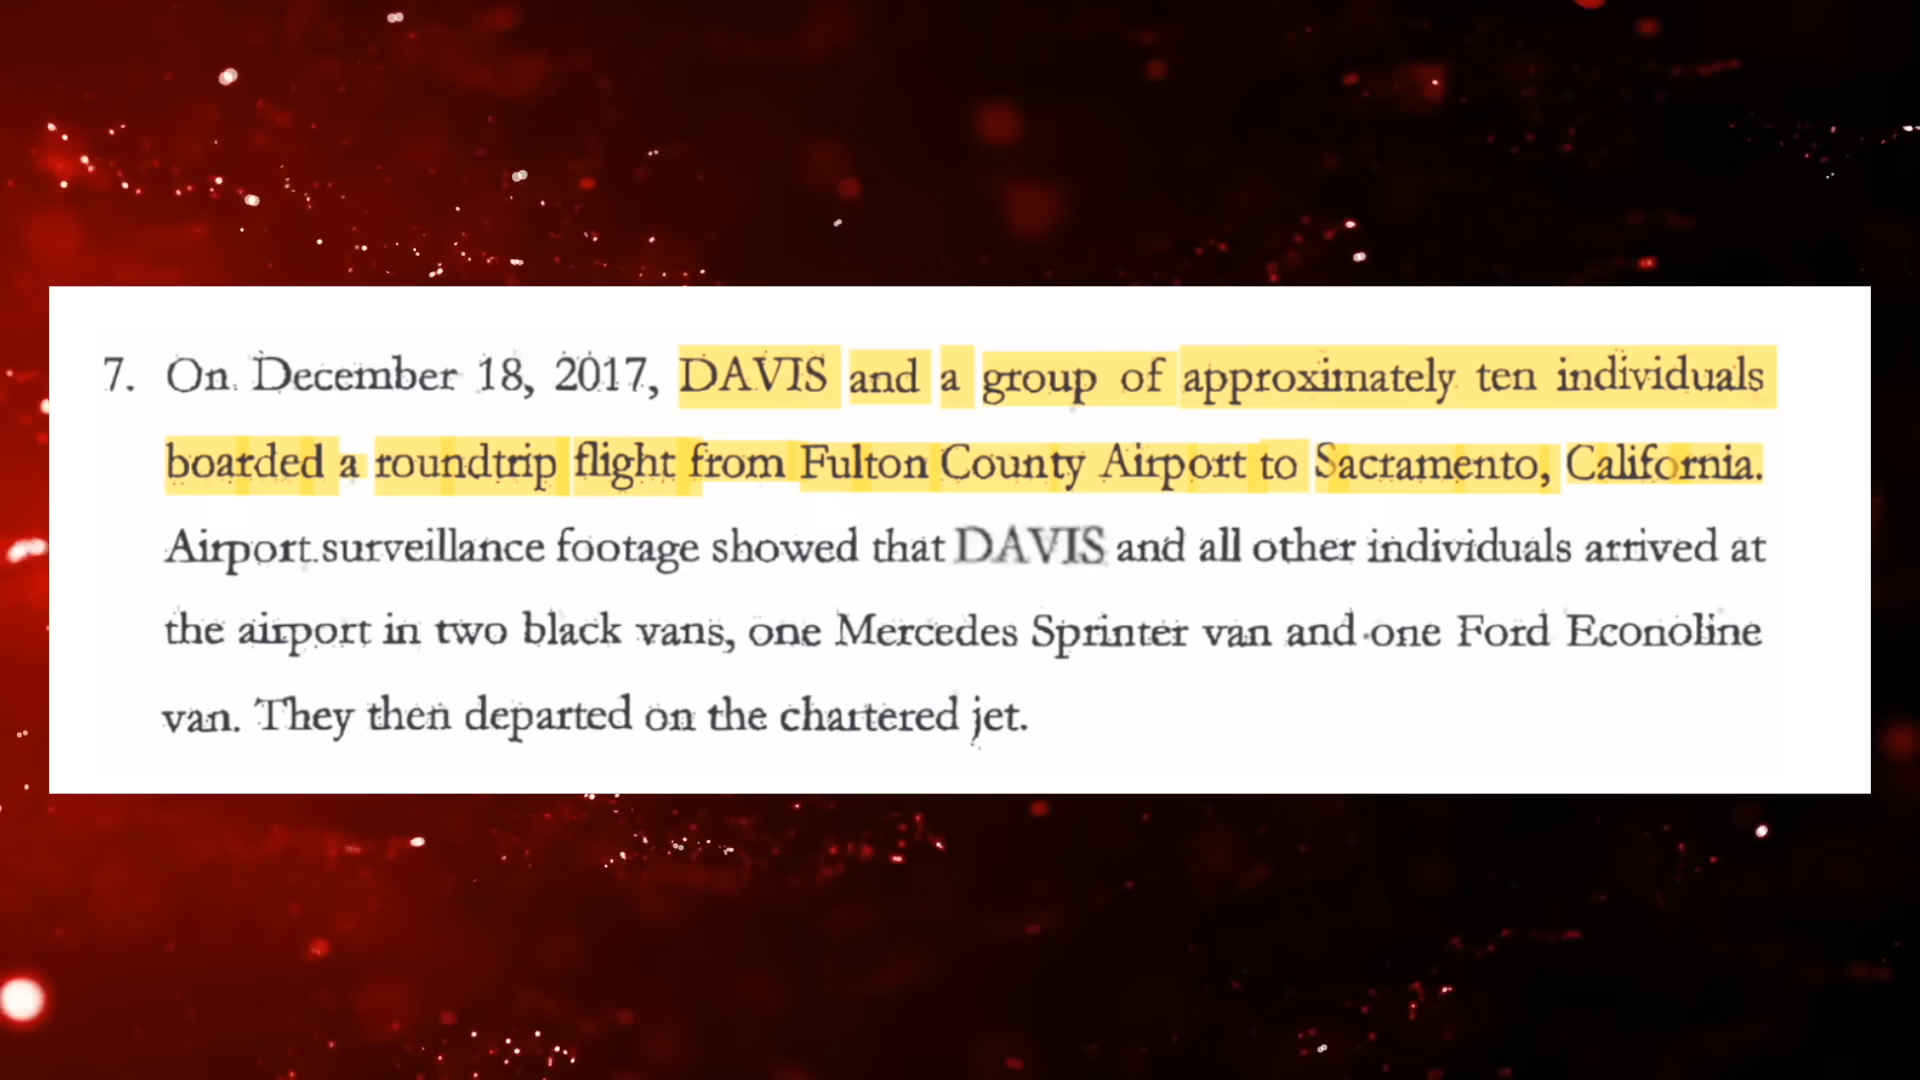 7. On December 18, 2017, DAVIS and a group of approximately ten individuals
boarded a roundtrip flight from Fulton County Airport to Sacramento, California.
Airport surveillance footage showed that DAVIS and all other individuals arrived at
the airport in two black vans, one Mercedes Sprinter van and one Ford Econoline
van. They then departed on the chartered jet.